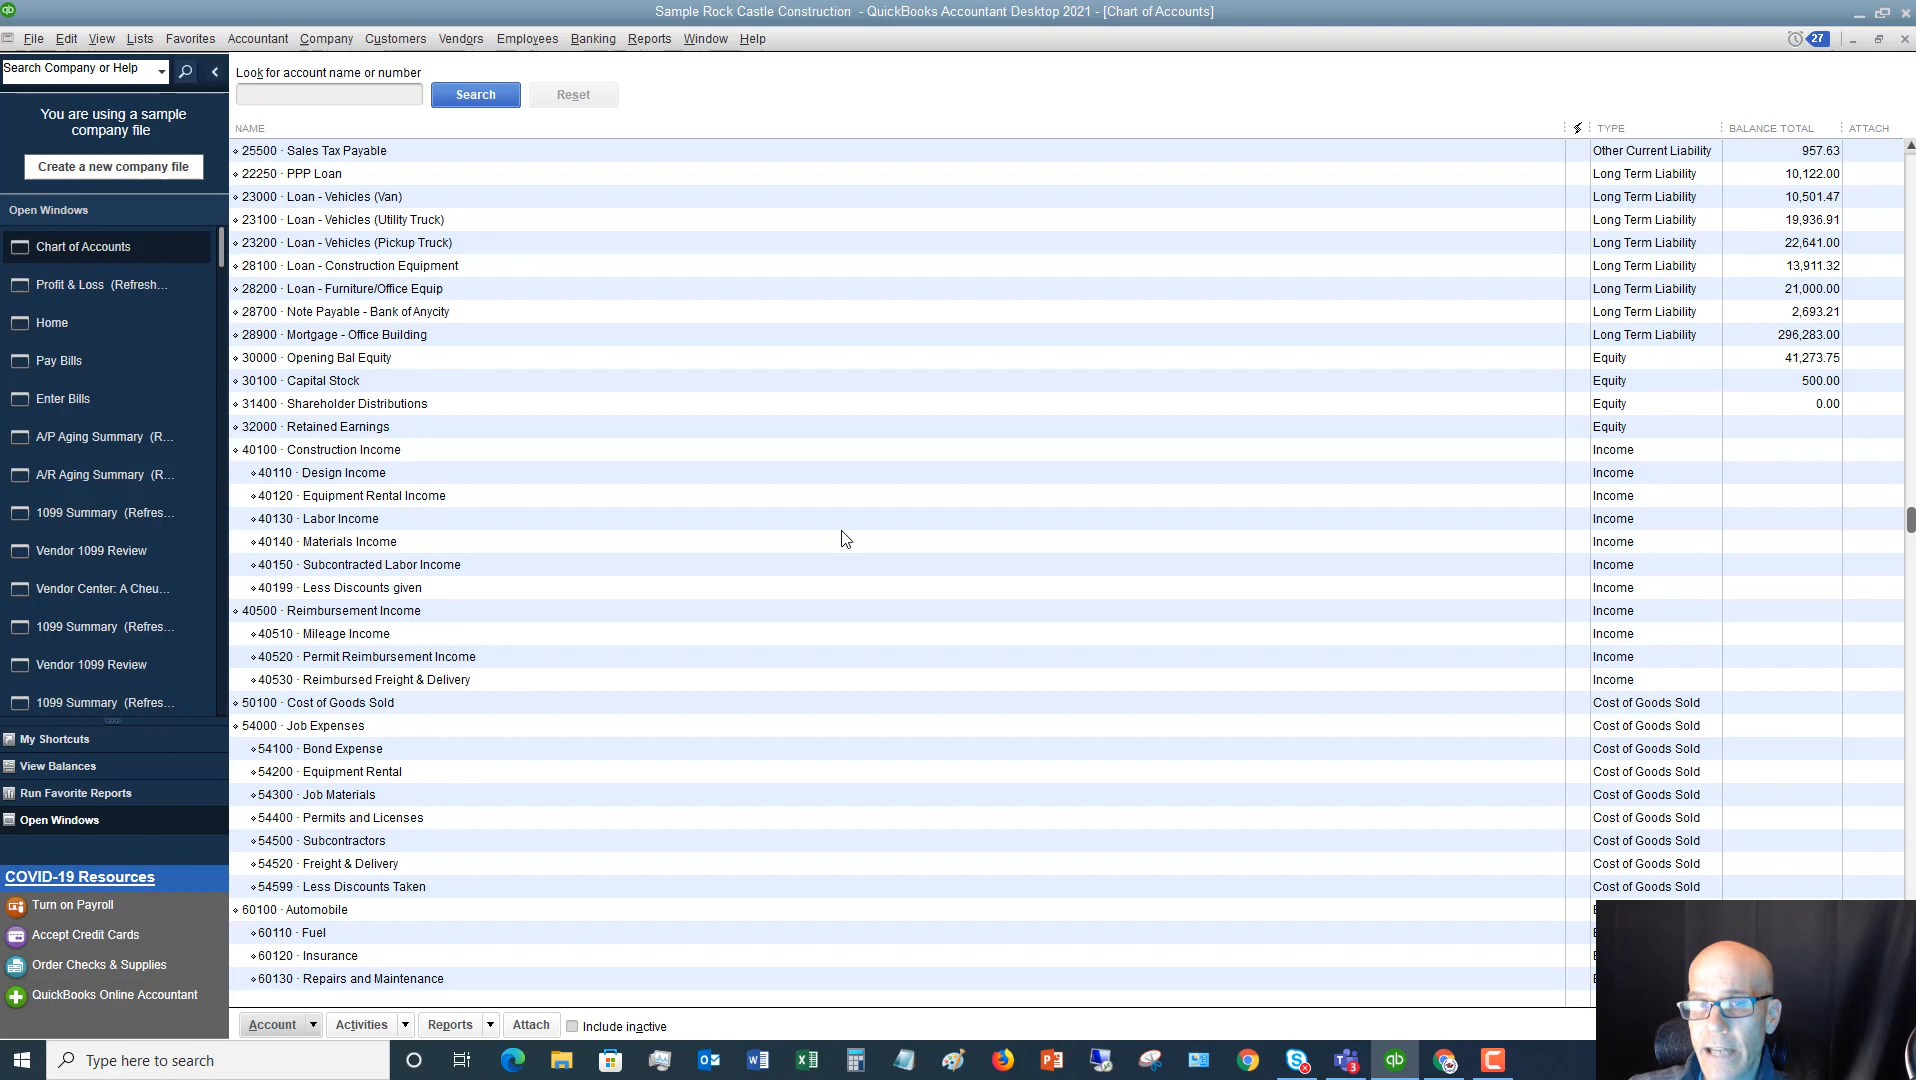 Sample Rock Castle Construction - QuickBooks Accountant Desktop 2021 - [Chart of Accounts]
File Edit View Lists Favorites Accountant Company Customers Vendors Employees Banking Reports Window Help
27
Search Company or Help
Look for account name or number
Search
Reset
You are using a sample
company file
Create a new company file
Open Windows
Chart of Accounts
Profit & Loss (Refresh...
Home
Pay Bills
Enter Bills
A/P Aging Summary (R...
A/R Aging Summary (R...
1099 Summary (Refres...
Vendor 1099 Review
Vendor Center: A Cheu...
1099 Summary (Refres...
Vendor 1099 Review
1099 Summary (Refres...
My Shortcuts
View Balances
Run Favorite Reports
Open Windows
COVID-19 Resources
Turn on Payroll
Accept Credit Cards
Order Checks & Supplies
QuickBooks Online Accountant
NAME TYPE BALANCE TOTAL ATTACH
25500 · Sales Tax Payable Other Current Liability 957.63
22250 · PPP Loan Long Term Liability 10,122.00
23000 · Loan - Vehicles (Van) Long Term Liability 10,501.47
23100 · Loan - Vehicles (Utility Truck) Long Term Liability 19,936.91
23200 · Loan - Vehicles (Pickup Truck) Long Term Liability 22,641.00
28100 · Loan - Construction Equipment Long Term Liability 13,911.32
28200 · Loan - Furniture/Office Equip Long Term Liability 21,000.00
28700 · Note Payable - Bank of Anycity Long Term Liability 2,693.21
28900 · Mortgage - Office Building Long Term Liability 296,283.00
30000 · Opening Bal Equity Equity 41,273.75
30100 · Capital Stock Equity 500.00
31400 · Shareholder Distributions Equity 0.00
32000 · Retained Earnings Equity
40100 · Construction Income Income
40110 · Design Income Income
40120 · Equipment Rental Income Income
40130 · Labor Income Income
40140 · Materials Income Income
40150 · Subcontracted Labor Income Income
40199 · Less Discounts given Income
40500 · Reimbursement Income Income
40510 · Mileage Income Income
40520 · Permit Reimbursement Income Income
40530 · Reimbursed Freight & Delivery Income
50100 · Cost of Goods Sold Cost of Goods Sold
54000 · Job Expenses Cost of Goods Sold
54100 · Bond Expense Cost of Goods Sold
54200 · Equipment Rental Cost of Goods Sold
54300 · Job Materials Cost of Goods Sold
54400 · Permits and Licenses Cost of Goods Sold
54500 · Subcontractors Cost of Goods Sold
54520 · Freight & Delivery Cost of Goods Sold
54599 · Less Discounts Taken Cost of Goods Sold
60100 · Automobile
60110 · Fuel
60120 · Insurance
60130 · Repairs and Maintenance
Account Activities Reports Attach Include inactive
Type here to search